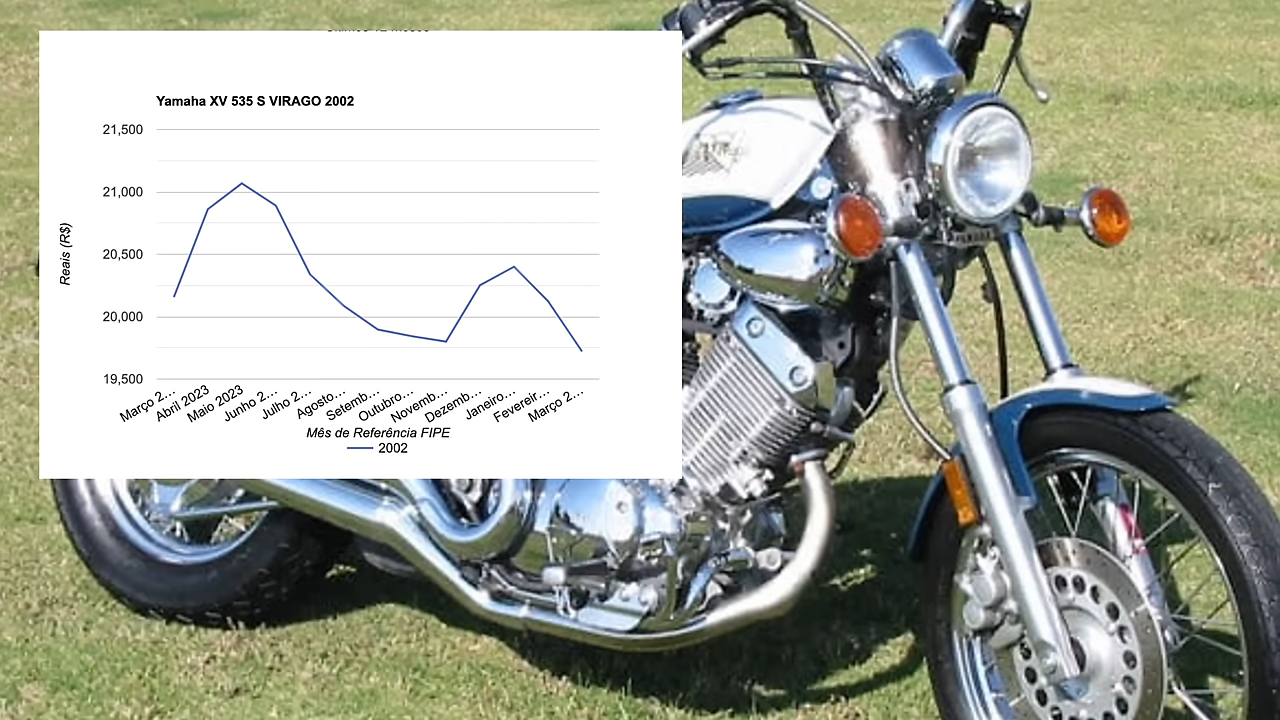 Yamaha XV 535 S VIRAGO 2002
21,500
21,000
20,500
20,000
19,500
Reais (R$)
Março 2...
Abril 2023
Maio 2023
Junho 2...
Julho 2...
Agosto...
Setemb...
Outubro...
Novemb...
Dezemb...
Janeiro...
Fevereir...
Março 2...
Mês de Referência FIPE
2002